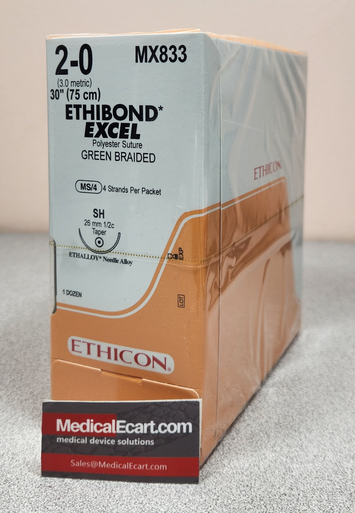 2-0
MX833
(3.0 metric)
30" (75 cm)
ETHIBOND*
EXCEL
Polyester Suture
GREEN BRAIDED
MS/4 4 Strands Per Packet
SH
26 mm 1/2c
Taper
ETHALLOY* Needle Alloy
EXP
1 DOZEN
ETHICON
ETHICON®
MedicalEcart.com
medical device solutions
Sales@MedicalEcart.com